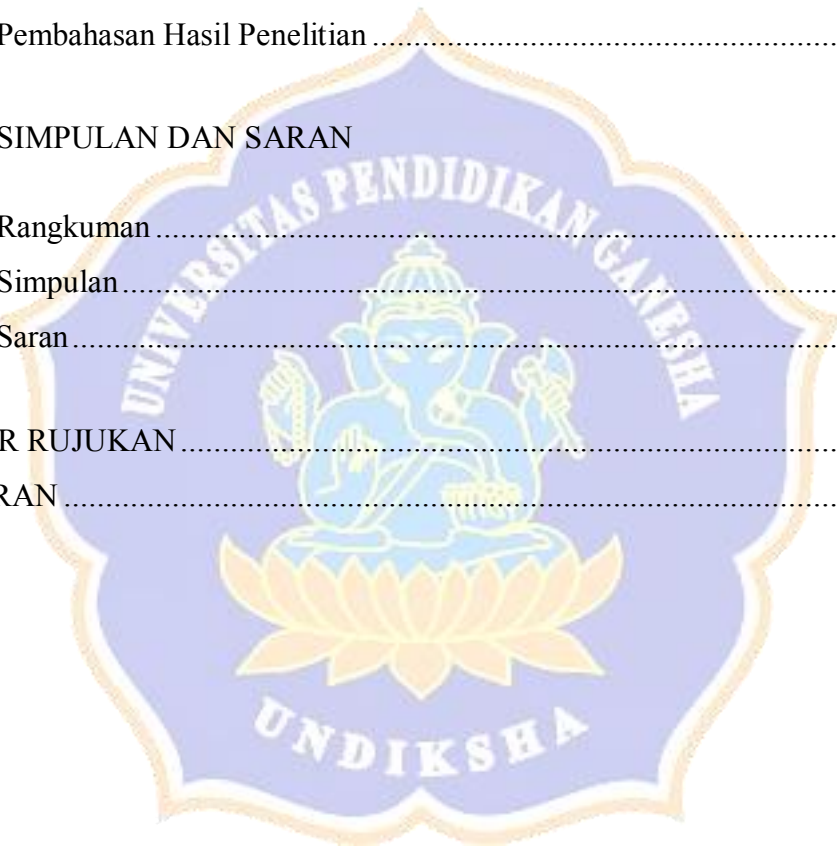 Pembahasan Hasil Penelitian ............................................................
SIMPULAN DAN SARAN
Rangkuman ............................................................
Simpulan ............................................................
Saran ............................................................
R RUJUKAN ............................................................
RAN ............................................................
UNIVERSITAS PENDIDIKAN GANESHA
UNDIKSHA